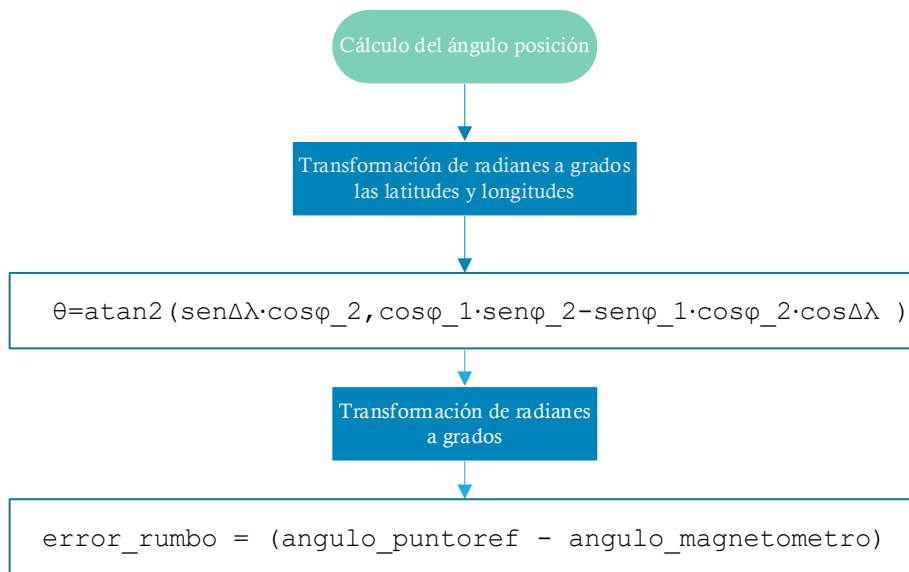 Cálculo del ángulo posición
Transformación de radianes a grados
las latitudes y longitudes
θ=atan2(senΔλ·cosφ_2,cosφ_1·senφ_2-senφ_1·cosφ_2·cosΔλ )
Transformación de radianes
a grados
error_rumbo = (angulo_puntoref - angulo_magnetometro)